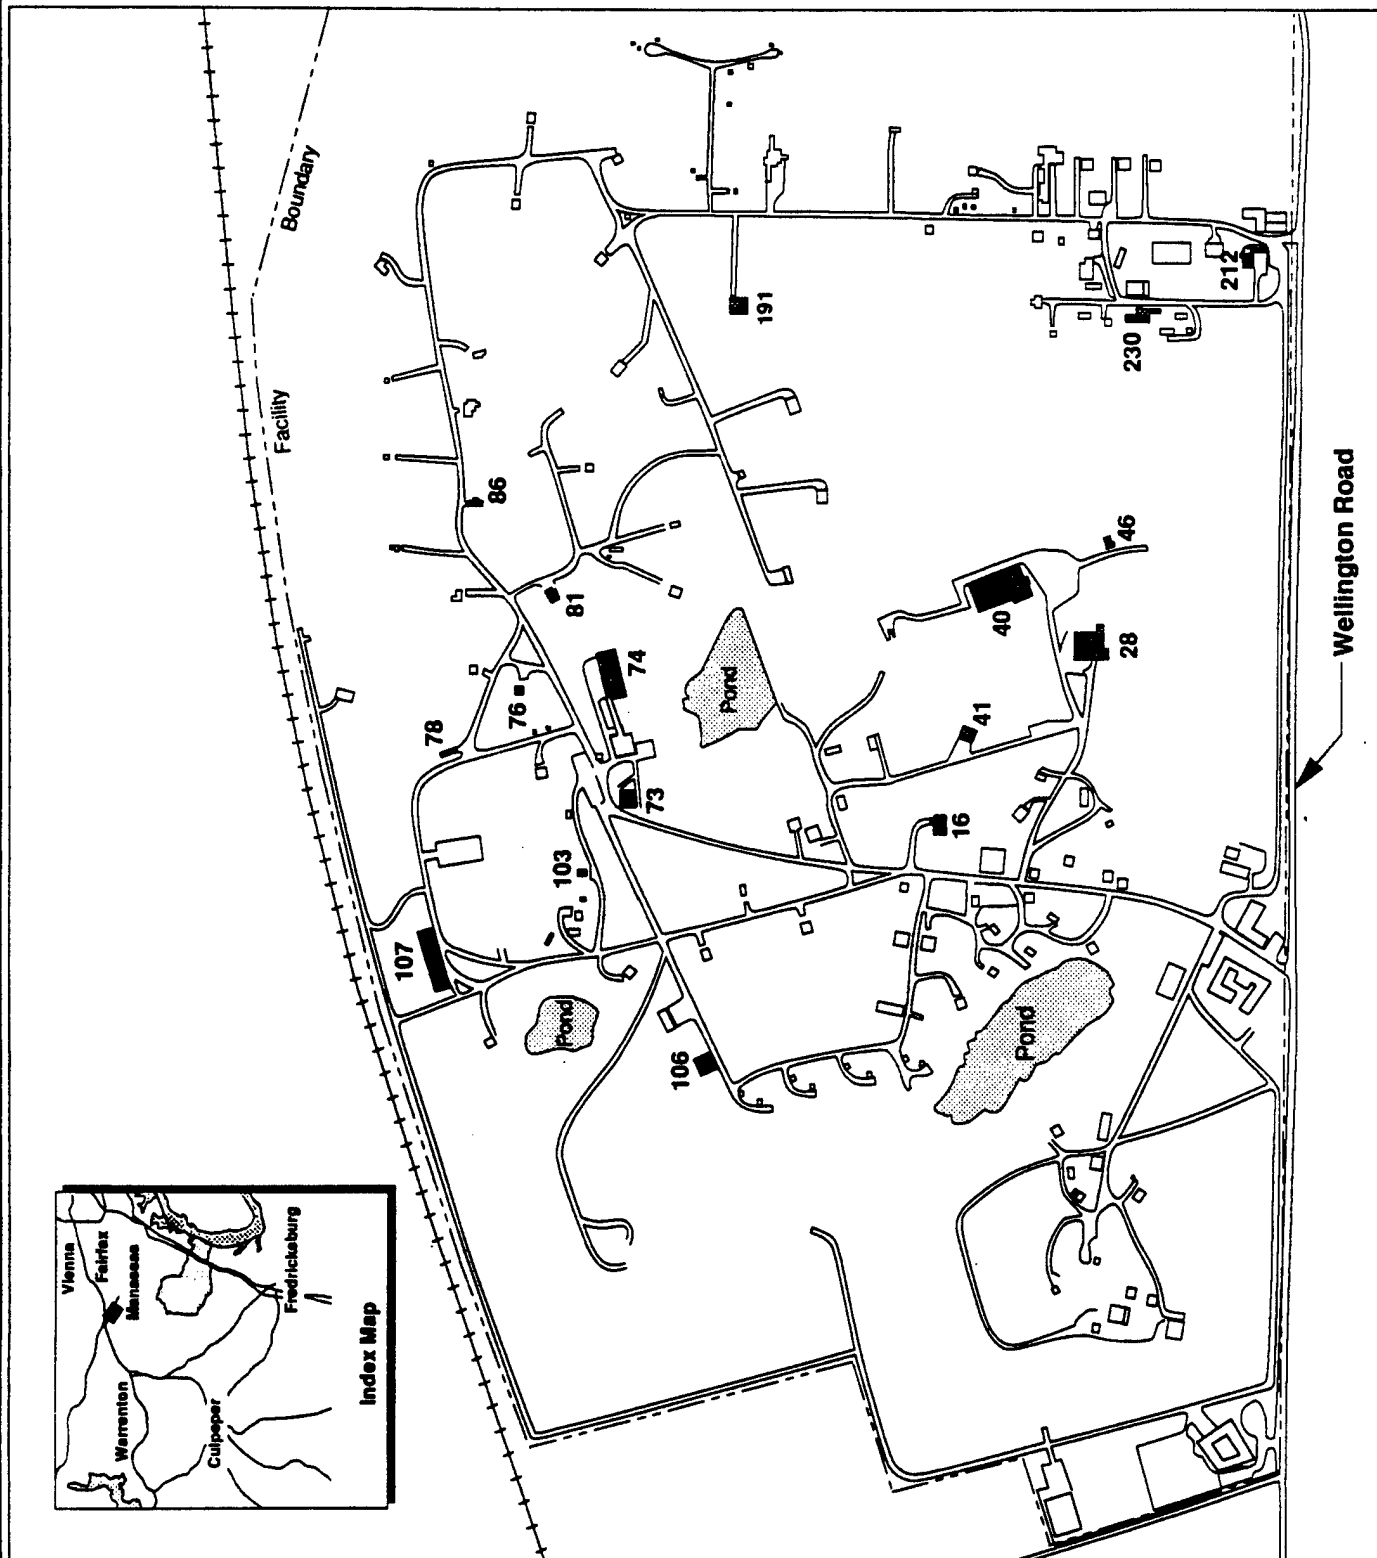 Facility
Boundary
86
81
78
76
74
73
103
107
106
Pond
Pond
Pond
191
212
230
46
40
28
41
16
Wellington Road
Vienna
Fairfax
Manassas
Warrenton
Culpeper
Fredricksburg
Index Map